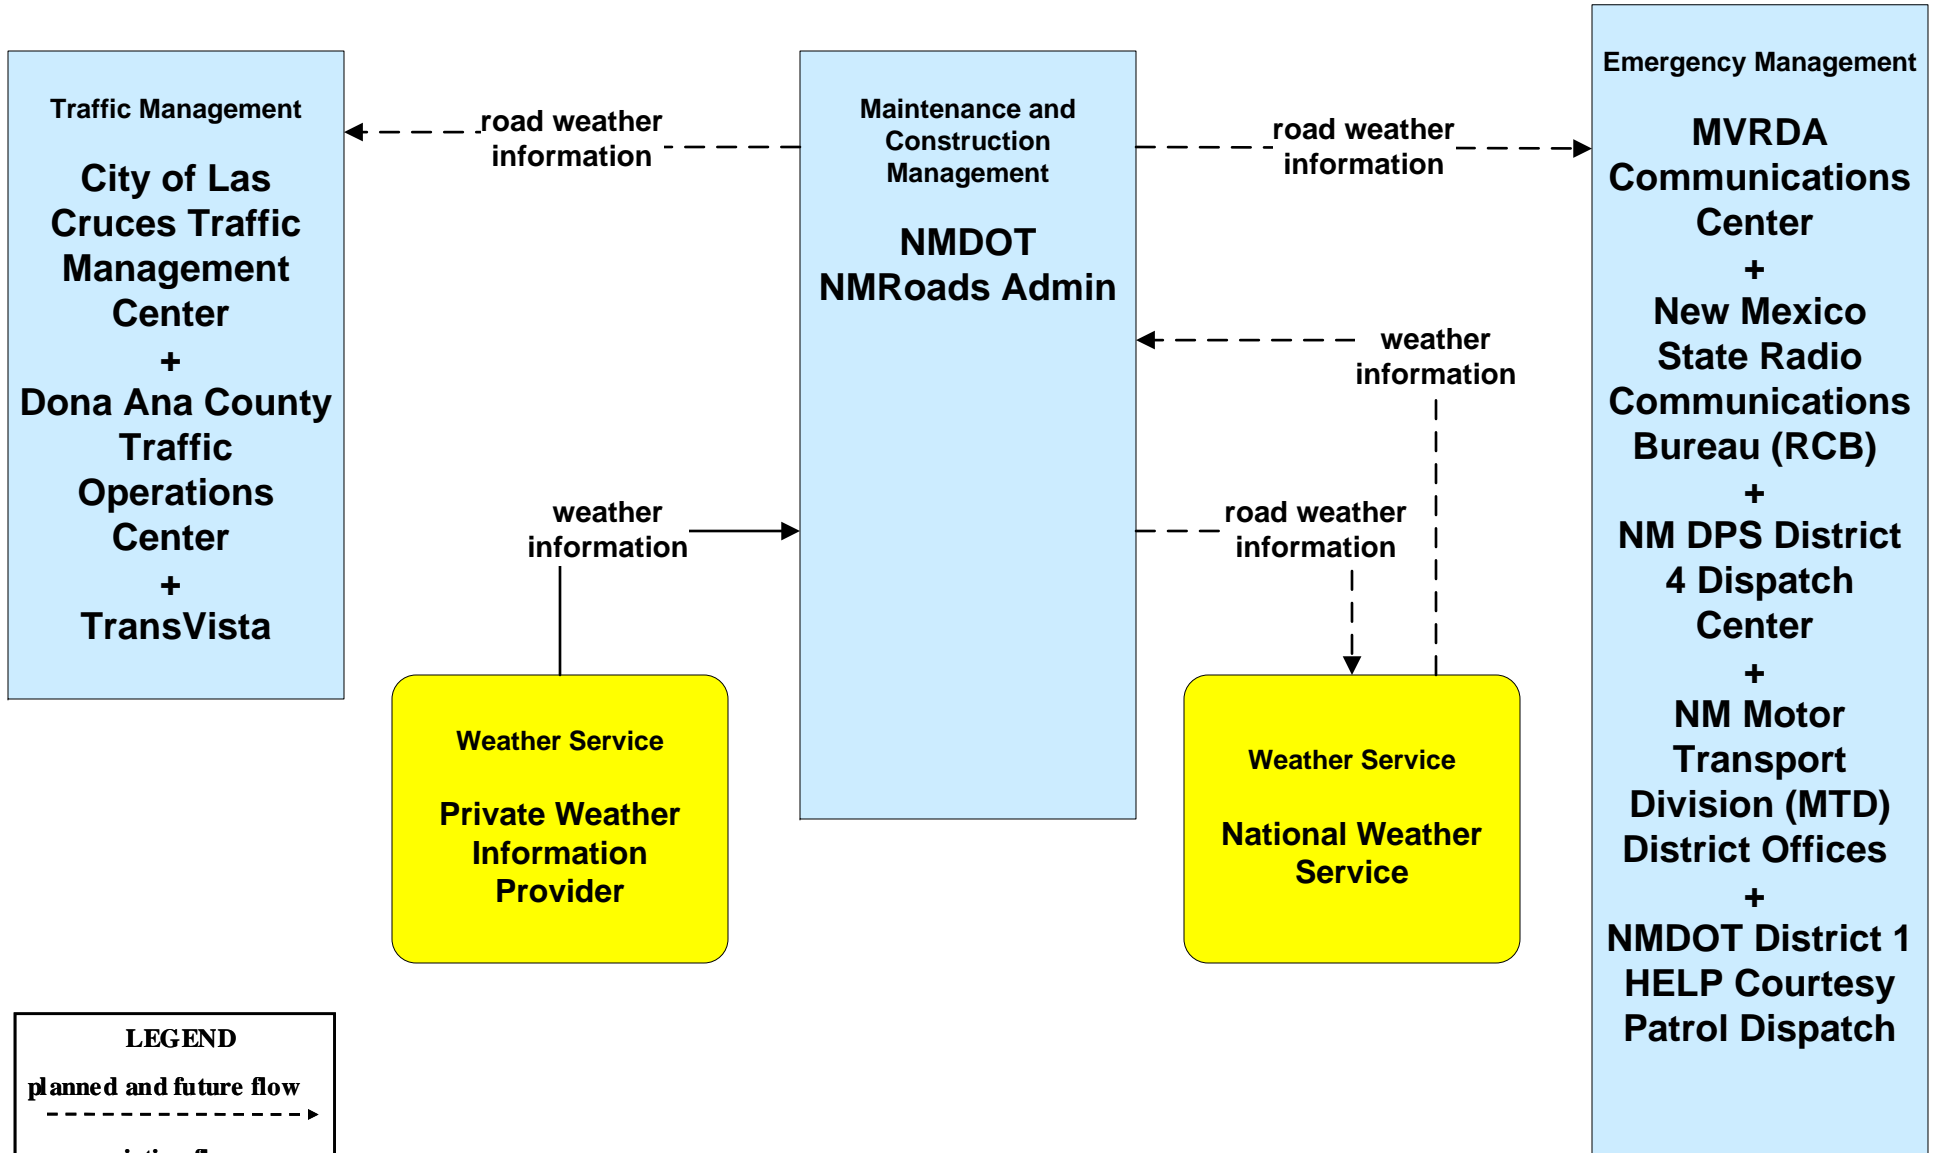 Traffic Management
City of Las
Cruces Traffic
Management
Center
+
Dona Ana County
Traffic
Operations
Center
+
TransVista
road weather
information
Maintenance and
Construction
Management
NMDOT
NMRoads Admin
road weather
information
weather
information
weather
information
road weather
information
Weather Service
Private Weather
Information
Provider
Weather Service
National Weather
Service
Emergency Management
MVRDA
Communications
Center
+
New Mexico
State Radio
Communications
Bureau (RCB)
+
NM DPS District
4 Dispatch
Center
+
NM Motor
Transport
Division (MTD)
District Offices
+
NMDOT District 1
HELP Courtesy
Patrol Dispatch
LEGEND
planned and future flow